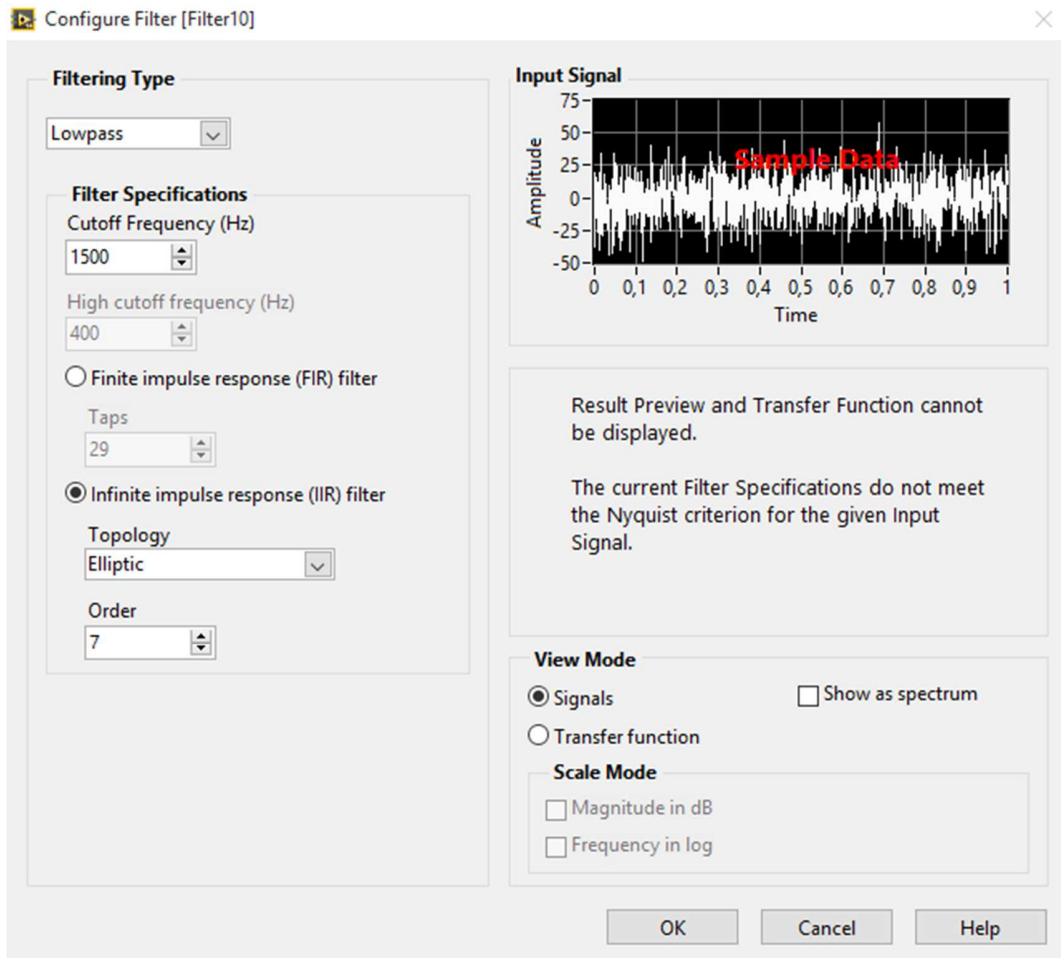 Configure Filter [Filter10]
Filtering Type
Lowpass
Filter Specifications
Cutoff Frequency (Hz)
1500
High cutoff frequency (Hz)
400
Finite impulse response (FIR) filter
Taps
29
Infinite impulse response (IIR) filter
Topology
Elliptic
Order
7
Input Signal
Amplitude
75
50
25
0
-25
-50
Sample Data
0 0,1 0,2 0,3 0,4 0,5 0,6 0,7 0,8 0,9 1
Time
Result Preview and Transfer Function cannot
be displayed.
The current Filter Specifications do not meet
the Nyquist criterion for the given Input
Signal.
View Mode
Signals
Show as spectrum
Transfer function
Scale Mode
Magnitude in dB
Frequency in log
OK Cancel Help